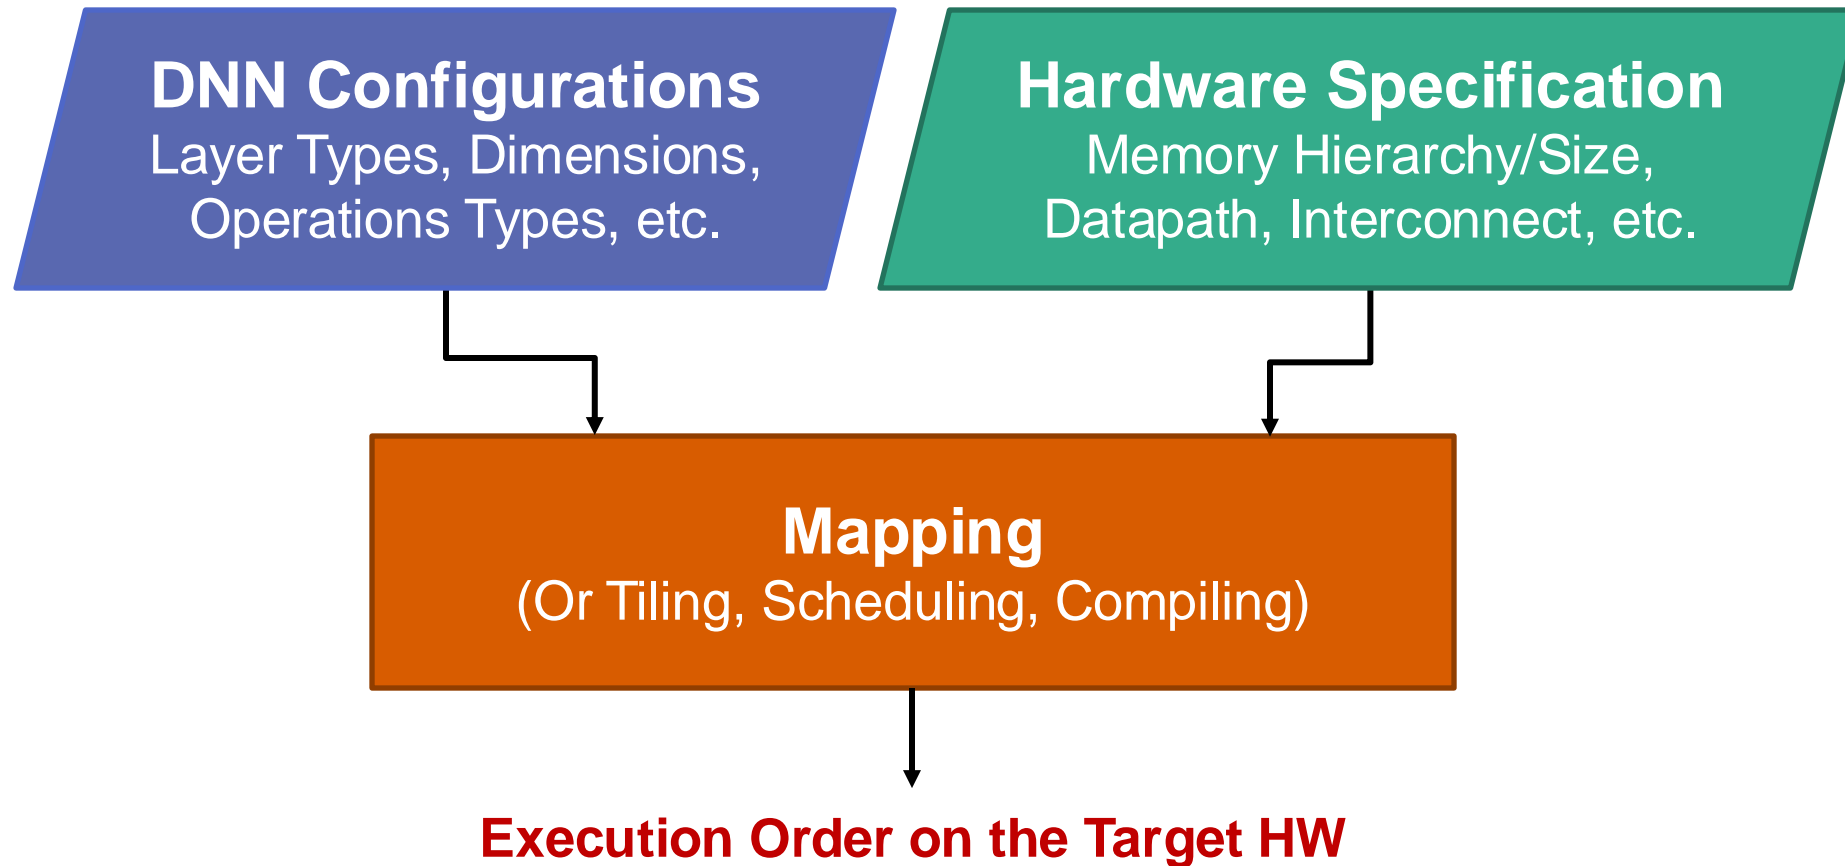 DNN Configurations
Layer Types, Dimensions,
Operations Types, etc.
Hardware Specification
Memory Hierarchy/Size,
Datapath, Interconnect, etc.
Mapping
(Or Tiling, Scheduling, Compiling)
Execution Order on the Target HW